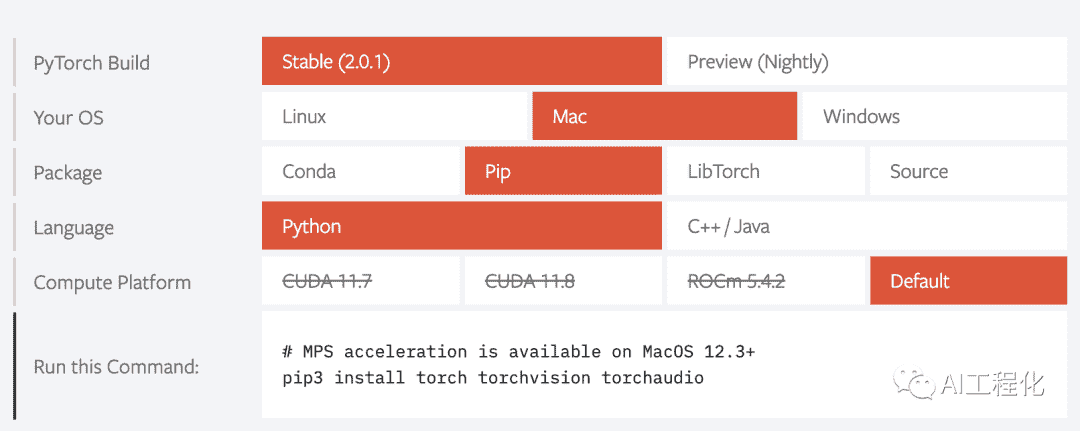 PyTorch Build Stable (2.0.1) Preview (Nightly)
Your OS Linux Mac Windows
Package Conda Pip LibTorch Source
Language Python C++ / Java
Compute Platform CUDA 11.7 CUDA 11.8 ROCm 5.4.2 Default
Run this Command:
# MPS acceleration is available on MacOS 12.3+
pip3 install torch torchvision torchaudio
AI工程化